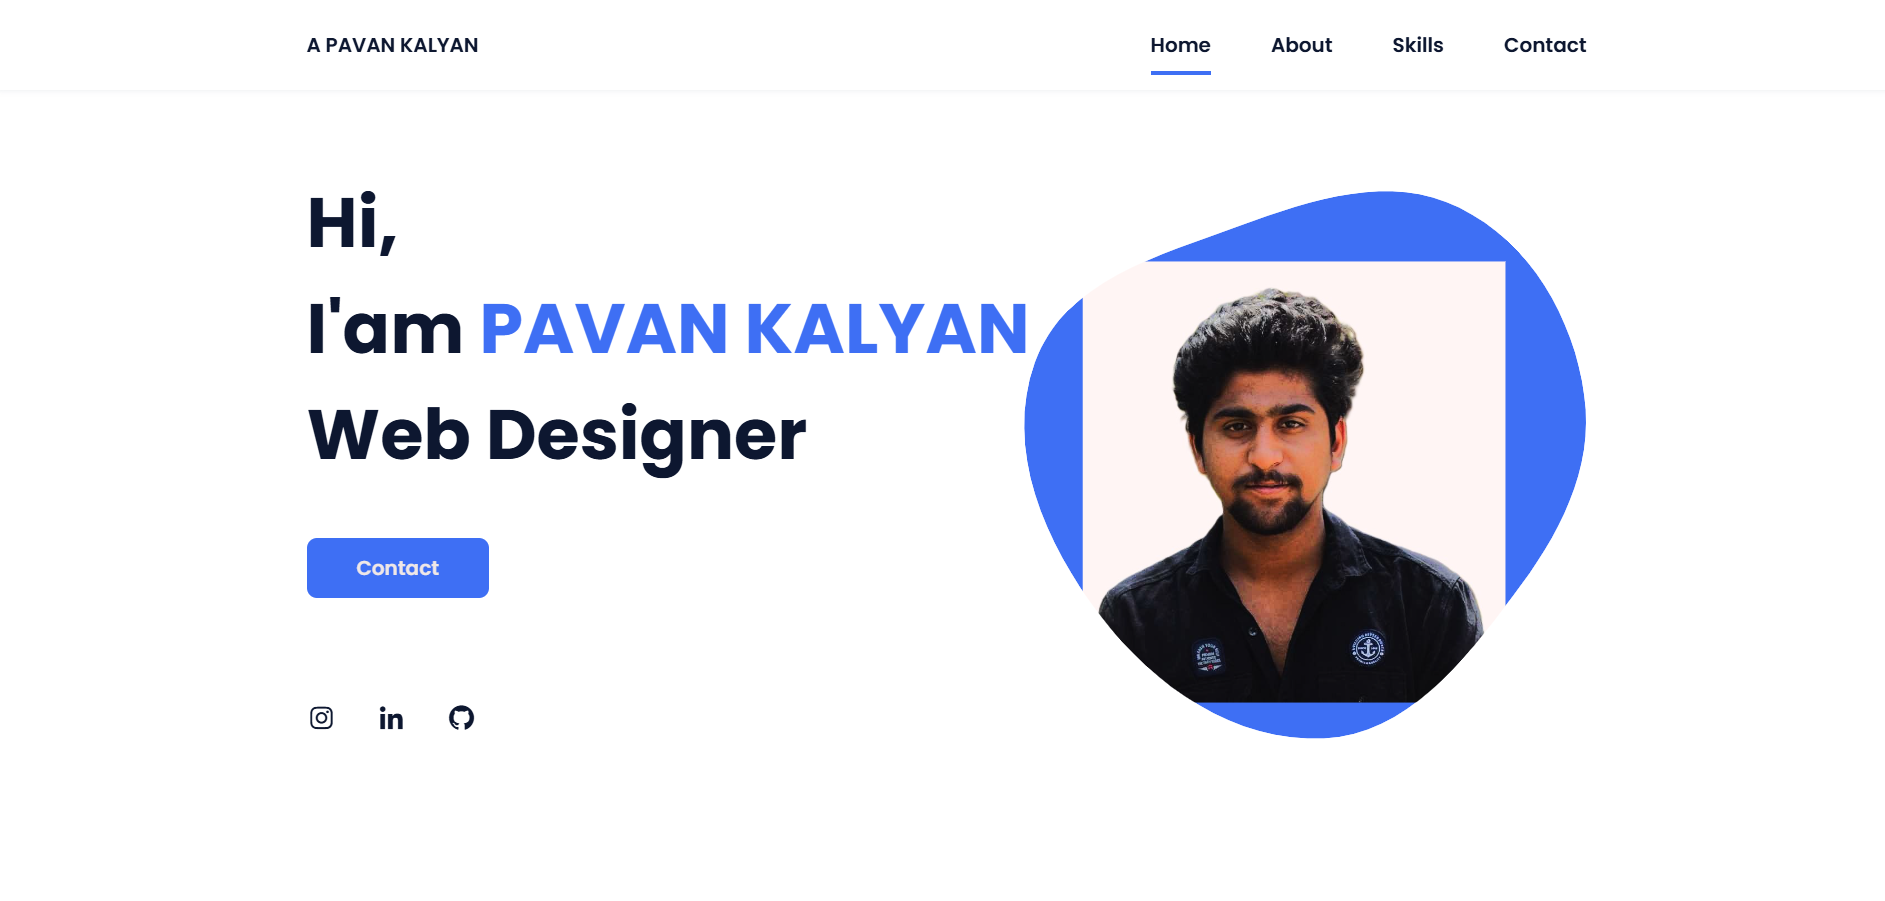 A PAVAN KALYAN
Home About Skills Contact
Hi,
I'am PAVAN KALYAN
Web Designer
Contact
in